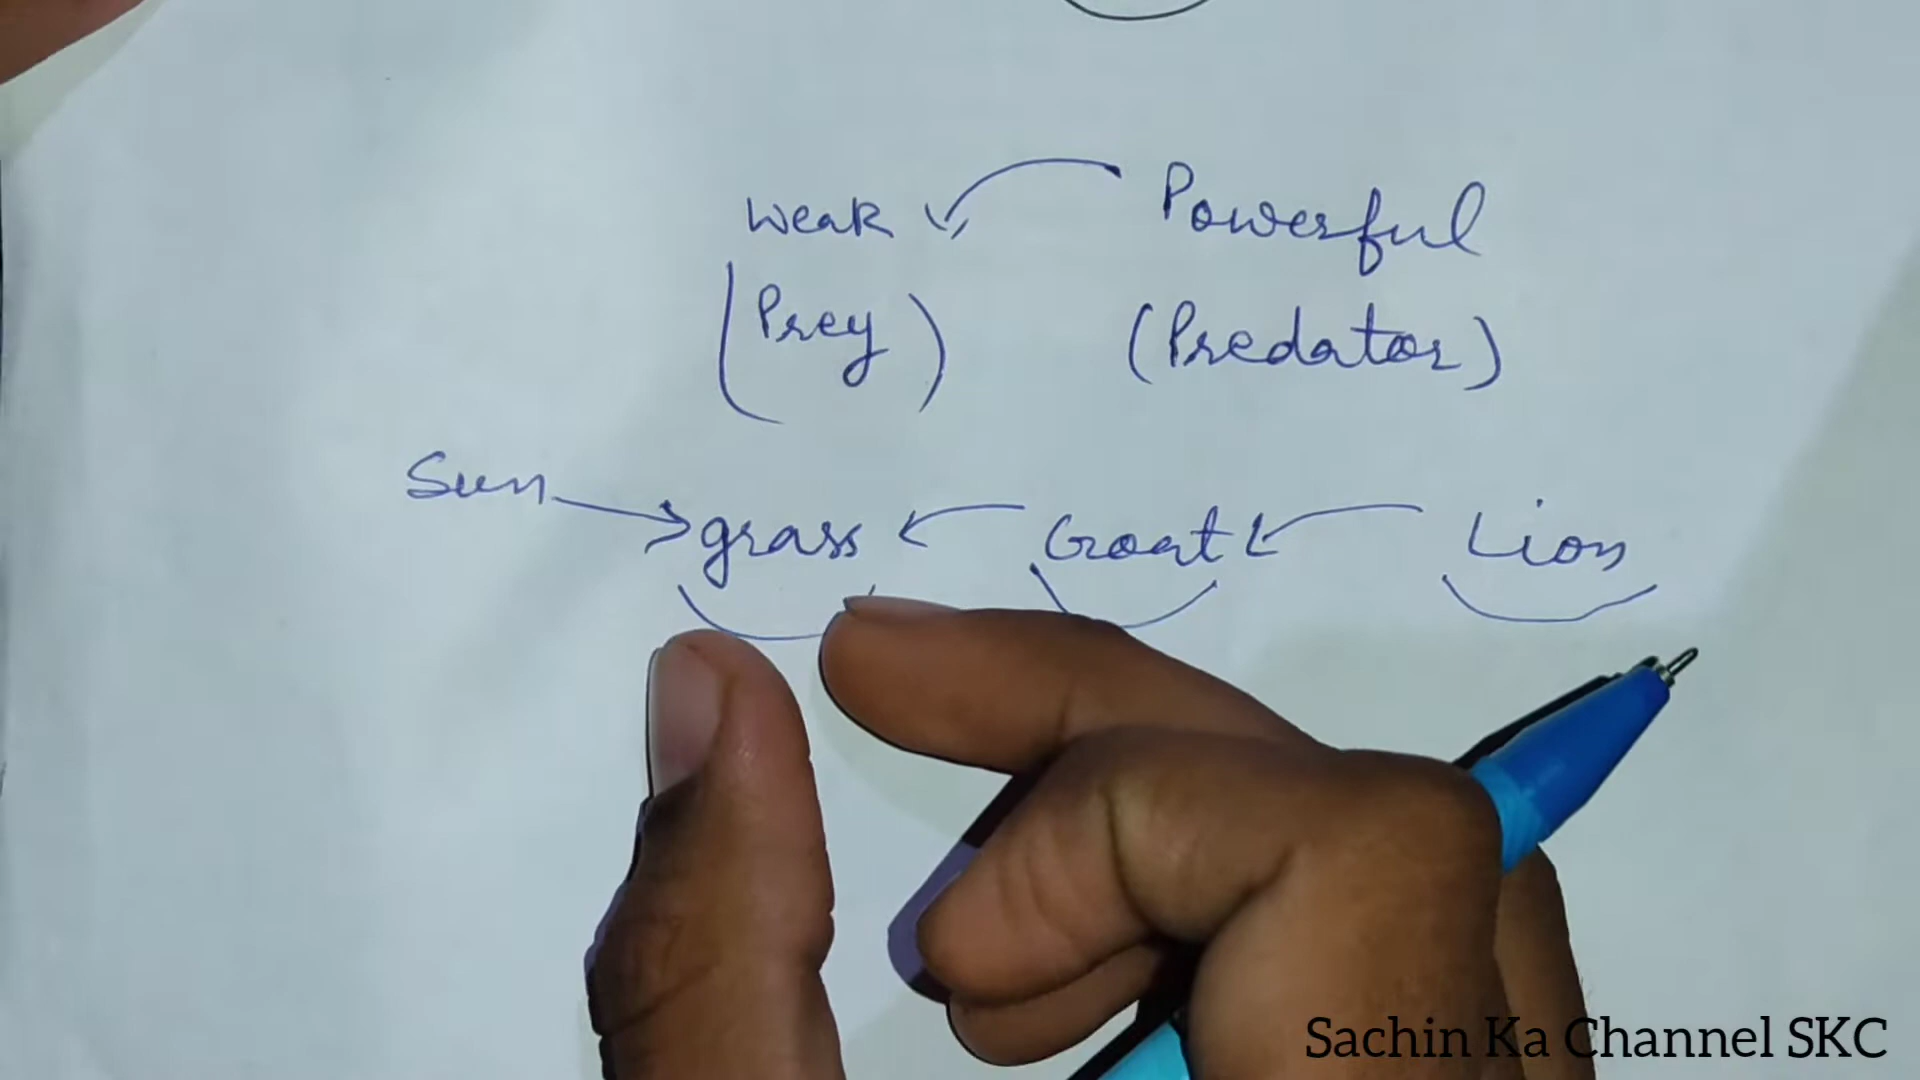 Weak Powerful
(Prey) (Predator)
Sun grass Goat Lion
Sachin Ka Channel SKC